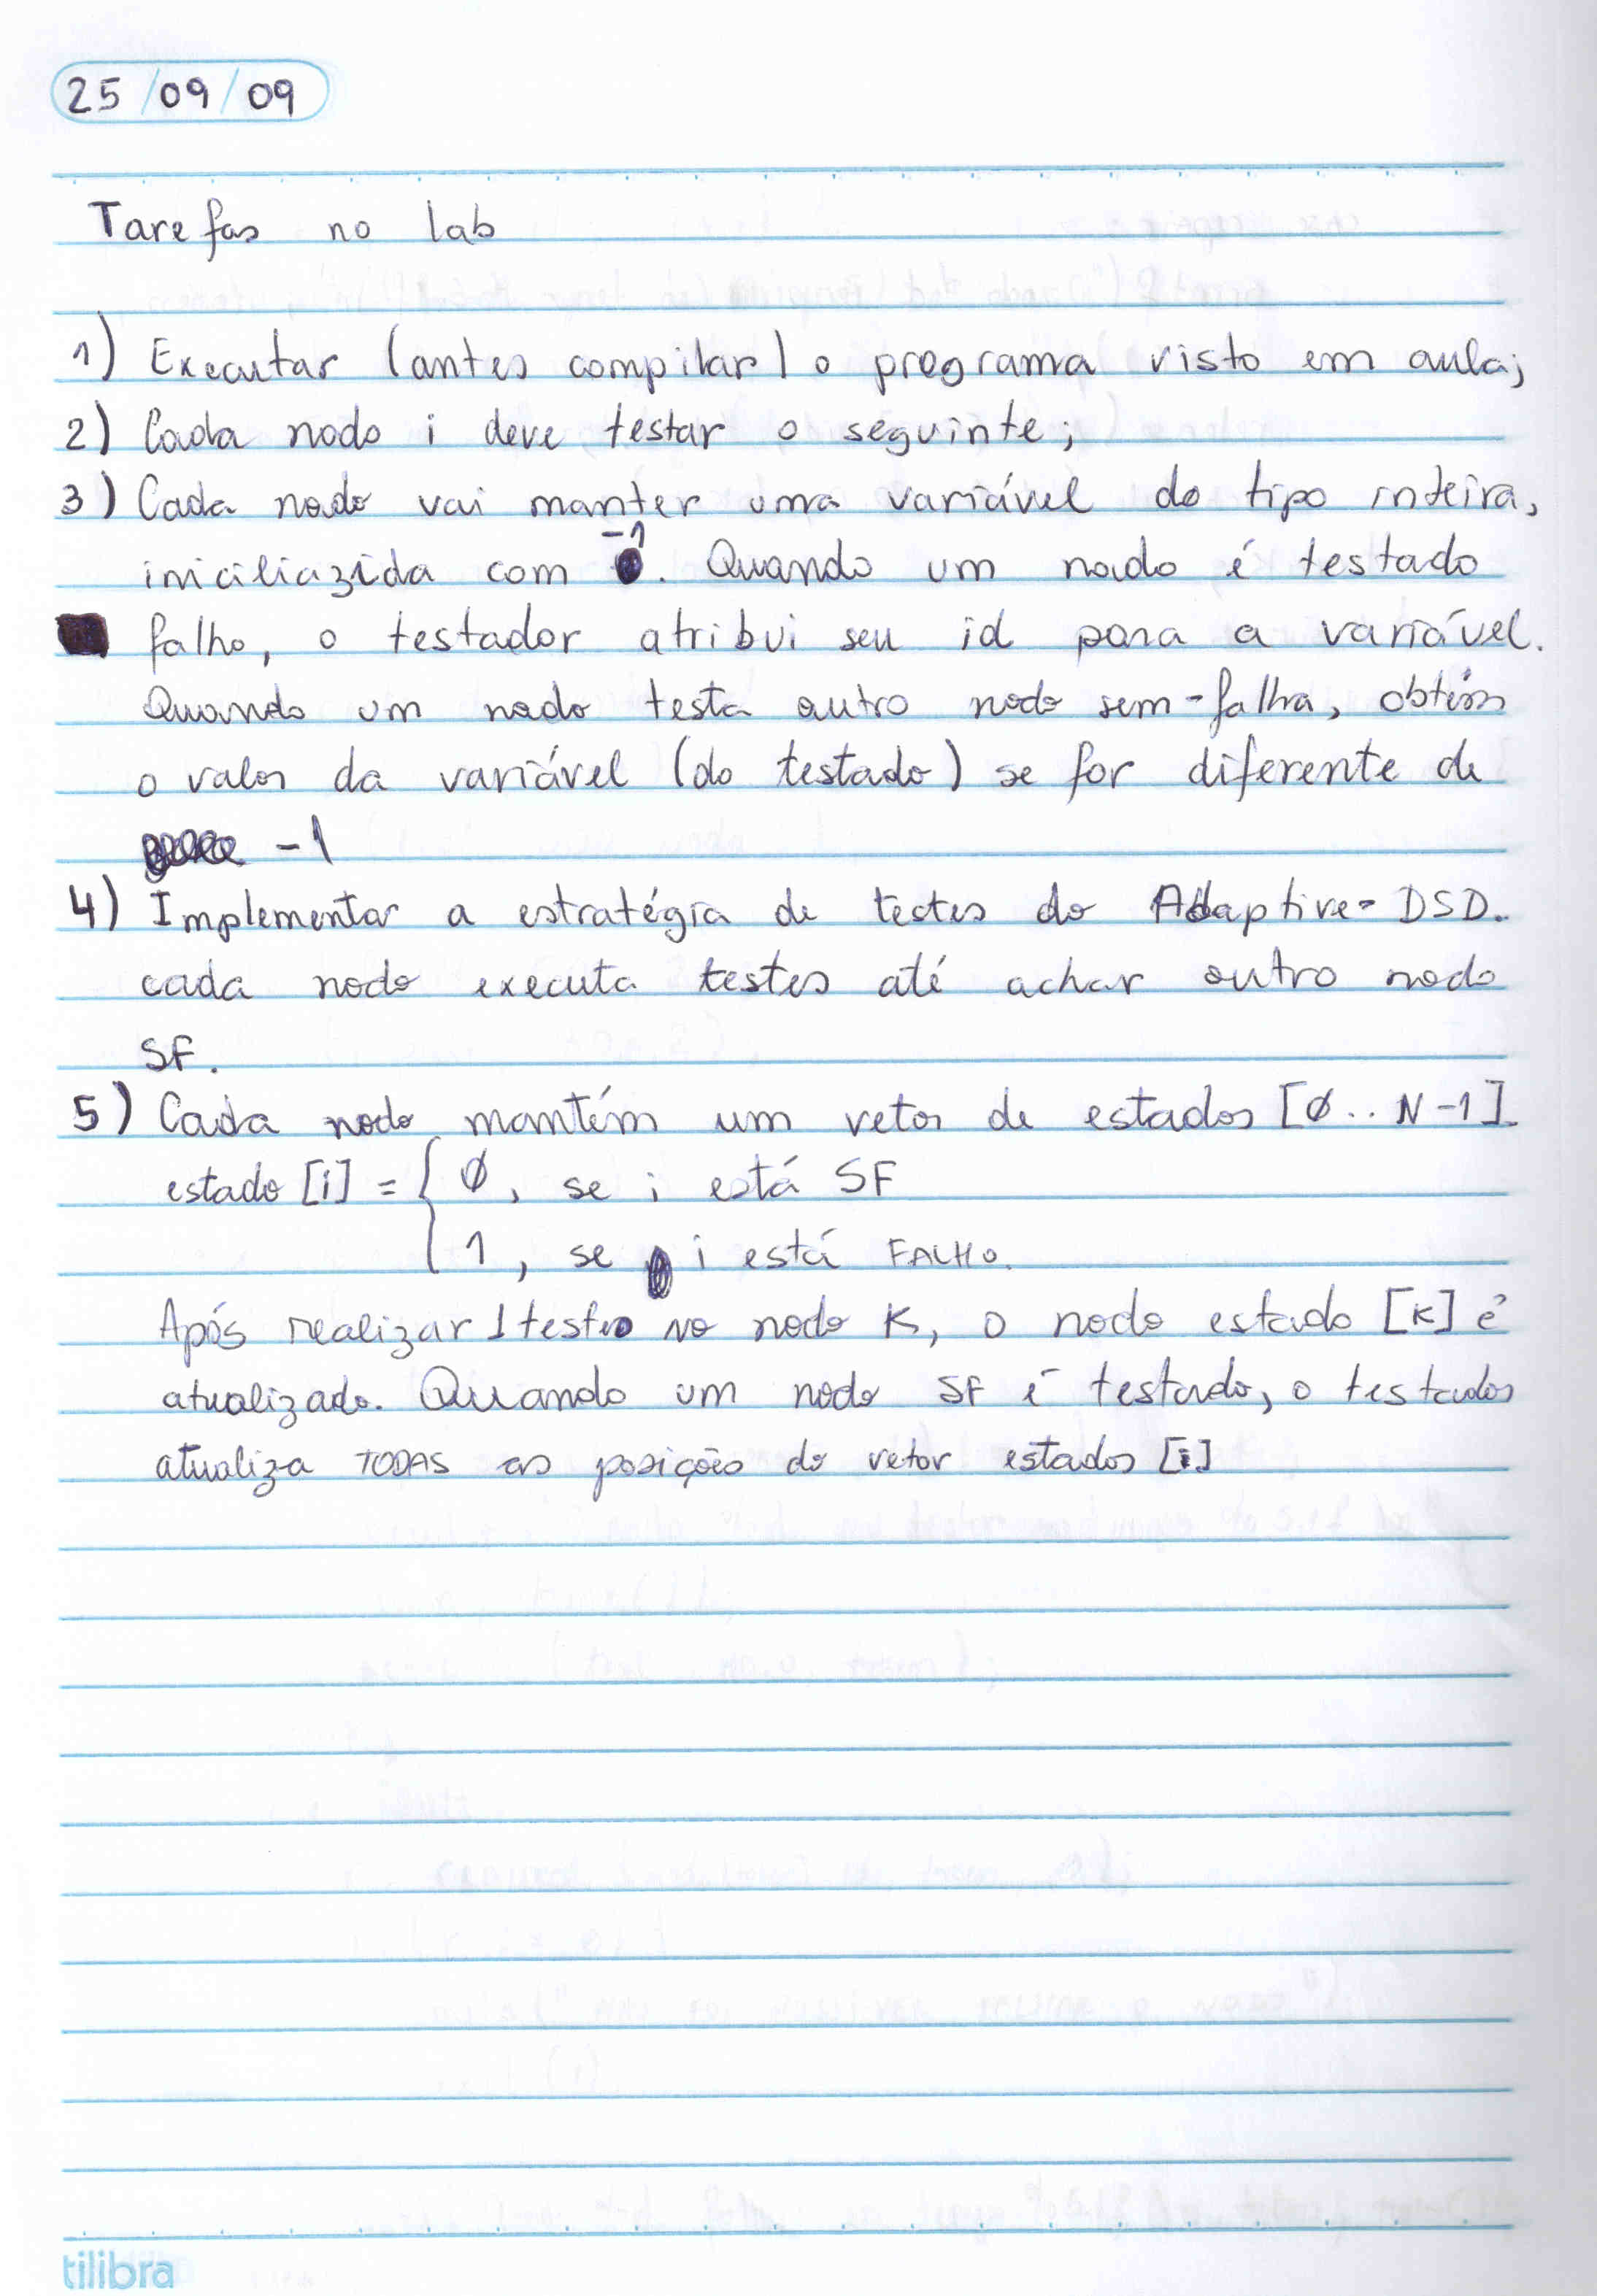 25/09/09
Tarefas no lab
1) Executar (antes compilar) o programa visto em aula;
2) Cada nodo i deve testar o seguinte;
3) Cada nodo vai manter uma variável do tipo inteira,
-1
iniciliazida com . Quando um nodo é testado
falho, o testador atribui seu id para a variável.
Quando um nodo testa outro nodo sem-falha, obtém
o valor da variável (do testado) se for diferente de
-1
4) Implementar a estratégia de testes do Adaptive-DSD.
cada nodo executa testes até achar outro nodo
SF.
5) Cada nodo mantém um vetor de estados [Ø..N-1].
estado [i] = { Ø, se i está SF
1, se i está FALHO.
Após realizar 1 testo no nodo K, o nodo estado [K] é
atualizado. Quando um nodo SF é testado, o testador
atualiza TODAS as posições do vetor estados [i]
tilibra